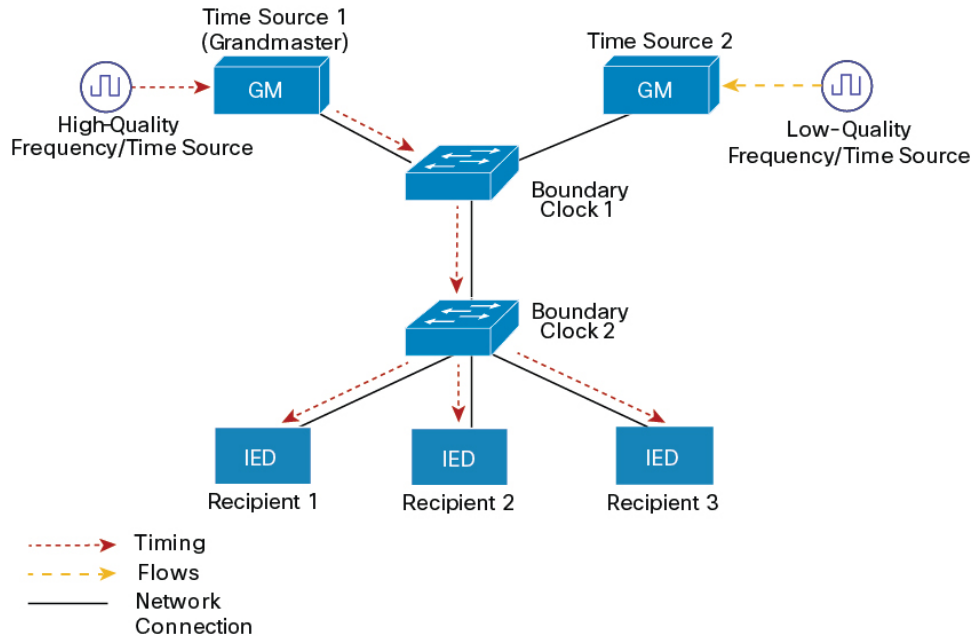 Time Source 1
(Grandmaster)
Time Source 2
GM
GM
High-Quality
Frequency/Time Source
Low-Quality
Frequency/Time Source
Boundary
Clock 1
Boundary
Clock 2
IED
IED
IED
Recipient 1
Recipient 2
Recipient 3
Timing
Flows
Network
Connection